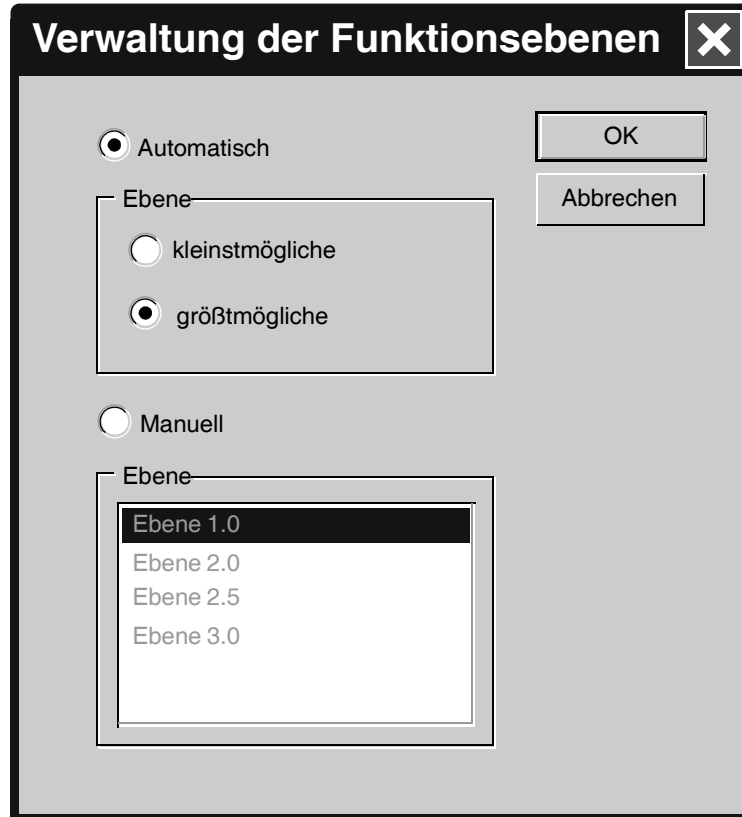 Verwaltung der Funktionsebenen
Automatisch
OK
Abbrechen
Ebene
kleinstmögliche
größtmögliche
Manuell
Ebene
Ebene 1.0
Ebene 2.0
Ebene 2.5
Ebene 3.0